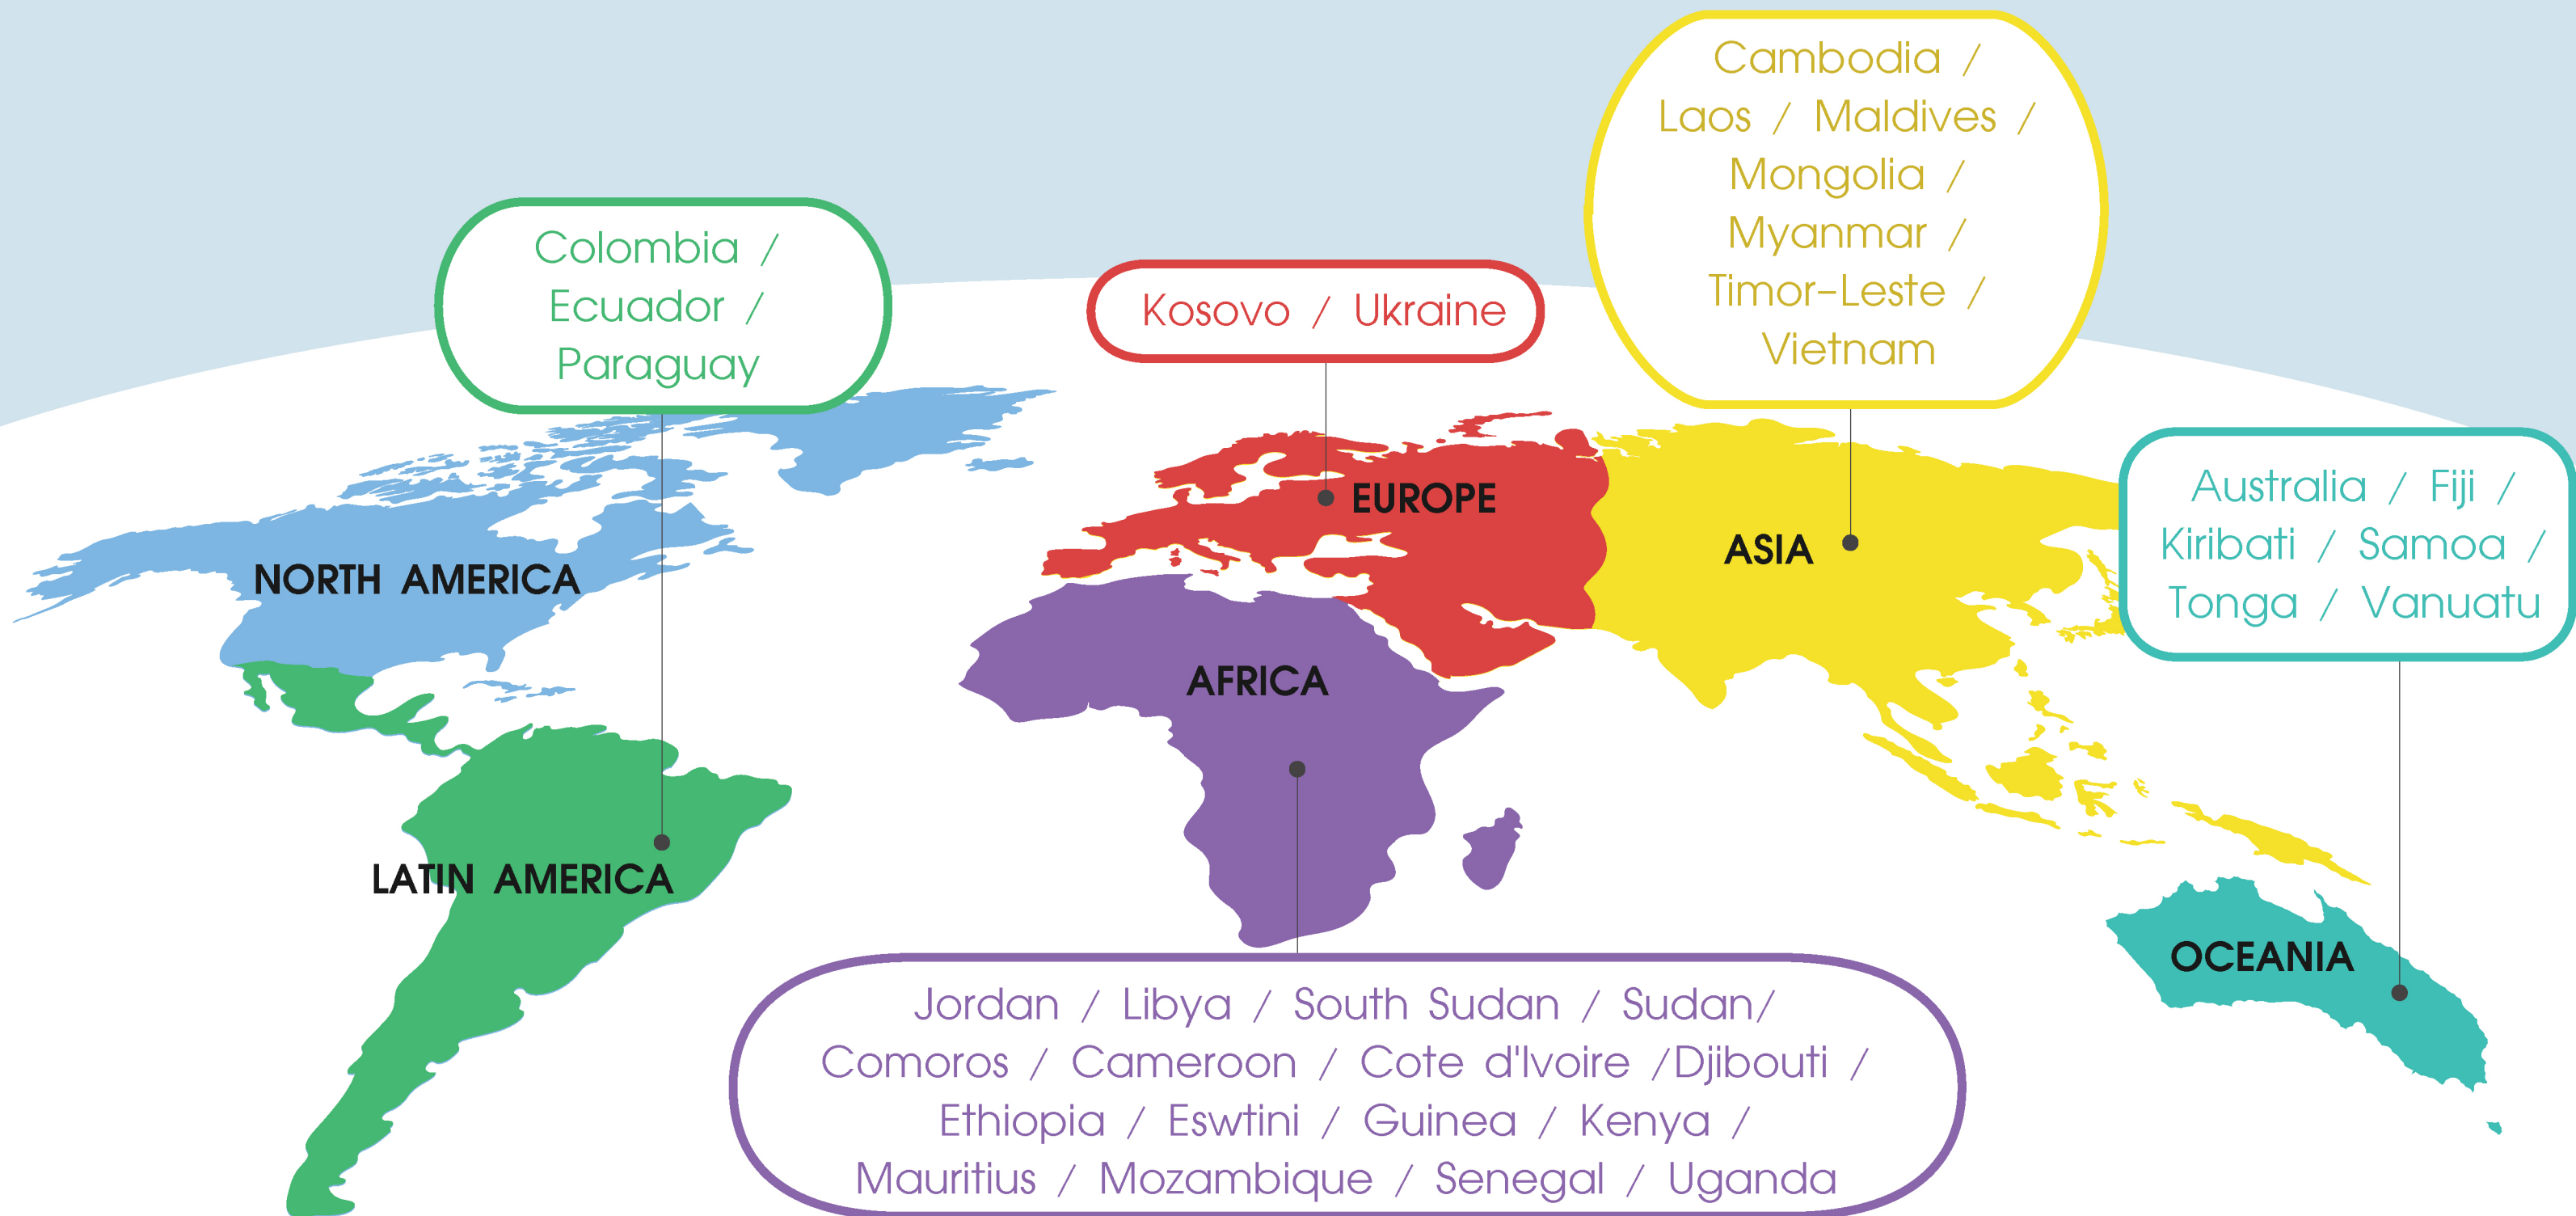 Cambodia /
Laos / Maldives /
Mongolia /
Myanmar /
Timor-Leste /
Vietnam
Colombia /
Ecuador /
Paraguay
Kosovo / Ukraine
Australia / Fiji /
Kiribati / Samoa /
Tonga / Vanuatu
EUROPE
ASIA
NORTH AMERICA
AFRICA
LATIN AMERICA
OCEANIA
Jordan / Libya / South Sudan / Sudan/
Comoros / Cameroon / Cote d'Ivoire /Djibouti /
Ethiopia / Eswtini / Guinea / Kenya /
Mauritius / Mozambique / Senegal / Uganda